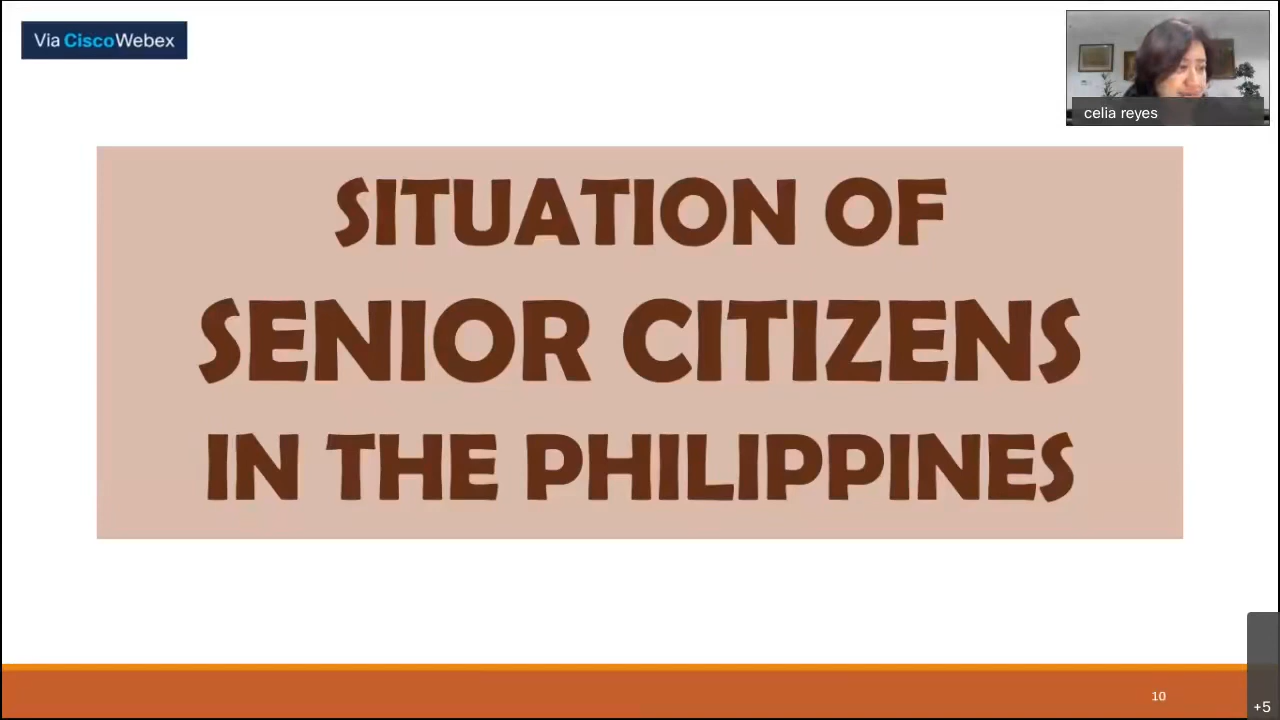 Via CiscoWebex
celia reyes
SITUATION OF
SENIOR CITIZENS
IN THE PHILIPPINES
10
+5